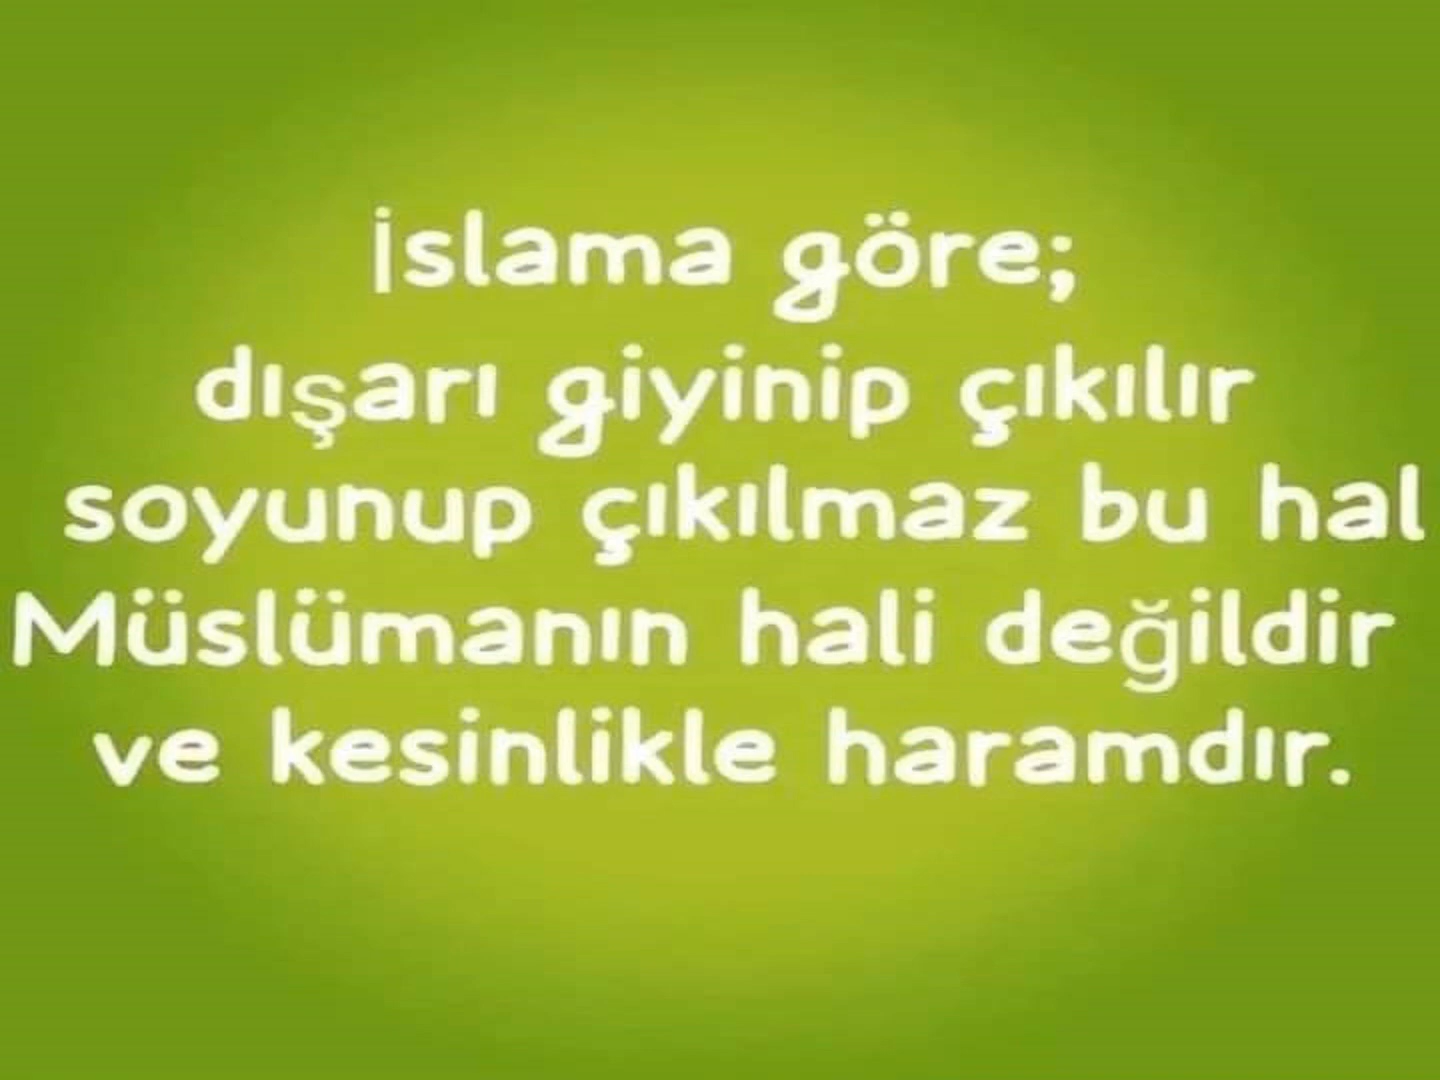 İslama göre;
dışarı giyinip çıkılır
soyunup çıkılmaz bu hal
Müslümanın hali değildir
ve kesinlikle haramdır.